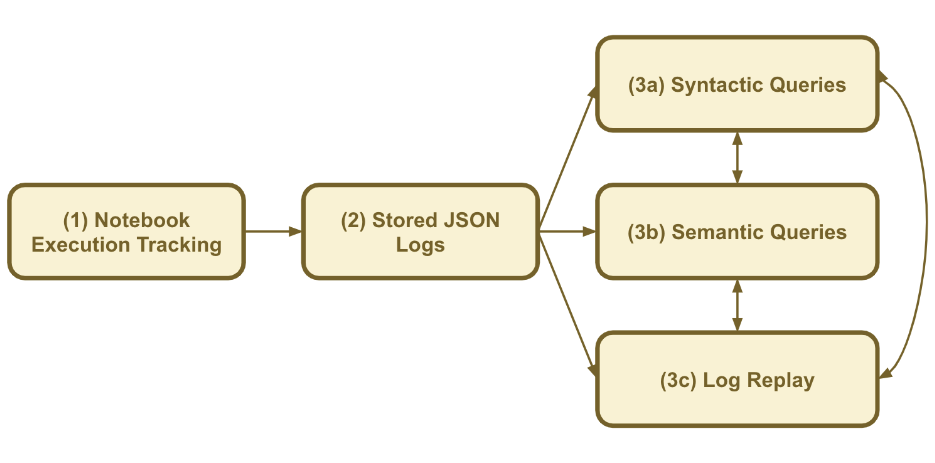 (1) Notebook
Execution Tracking
(2) Stored JSON
Logs
(3a) Syntactic Queries
(3b) Semantic Queries
(3c) Log Replay